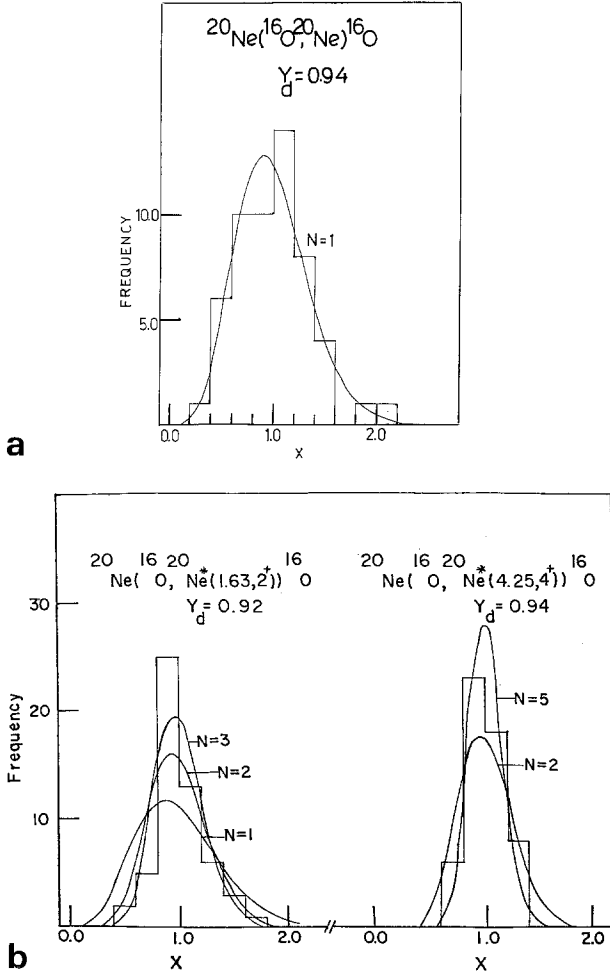 20Ne(16O,20Ne)16O
Yd=0.94
N=1
FREQUENCY
10.0
5.0
0.0 1.0 2.0
X
a
20Ne(16O, 20Ne*(1.63,2+))16O
Yd=0.92
20Ne(16O, 20Ne*(4.25,4+))16O
Yd=0.94
Frequency
30
20
10
N=3
N=2
N=1
N=5
N=2
0.0 1.0 2.0 0.0 1.0 2.0
X X
b